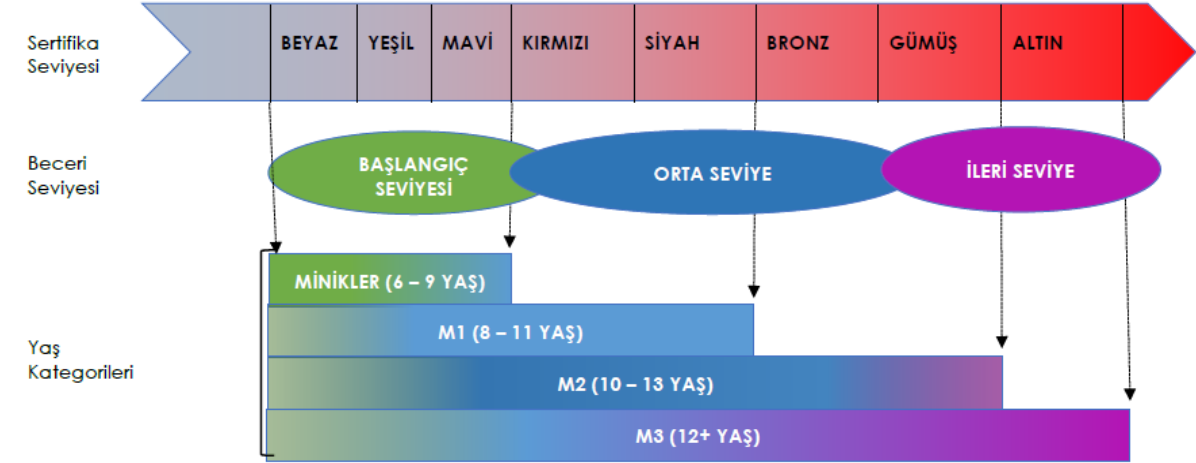 Sertifika
Seviyesi
BEYAZ YEŞİL MAVİ KIRMIZI SİYAH BRONZ GÜMÜŞ ALTIN
Beceri
Seviyesi
BAŞLANGIÇ
SEVİYESİ
ORTA SEVİYE
İLERİ SEVİYE
Yaş
Kategorileri
MİNİKLER (6 – 9 YAŞ)
M1 (8 – 11 YAŞ)
M2 (10 – 13 YAŞ)
M3 (12+ YAŞ)